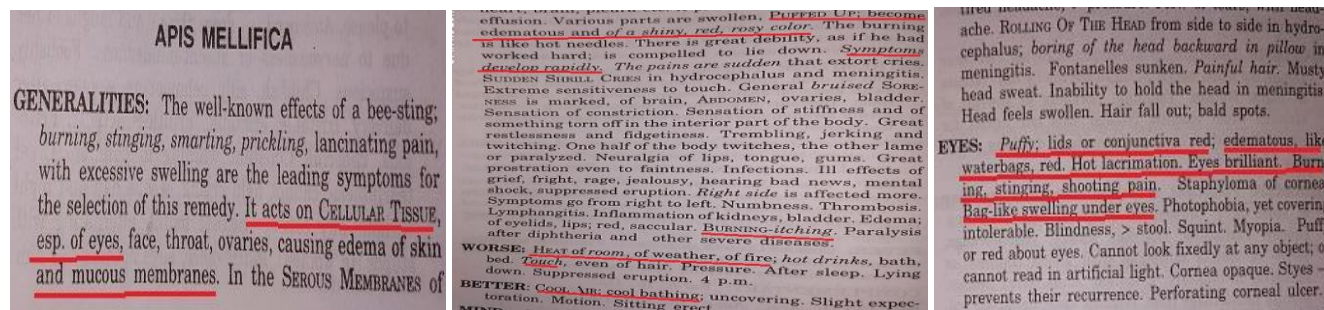 APIS MELLIFICA
GENERALITIES: The well-known effects of a bee-sting;
burning, stinging, smarting, prickling, lancinating pain,
with excessive swelling are the leading symptoms for
the selection of this remedy. It acts on CELLULAR TISSUE,
esp. of eyes, face, throat, ovaries, causing edema of skin
and mucous membranes. In the SEROUS MEMBRANES of
effusion. Various parts are swollen, PUFFED UP; become
edematous and of a shiny, red, rosy color. The burning
is like hot needles. There is great debility, as if he had
worked hard; is compelled to lie down. Symptoms
develop rapidly. The pains are sudden that extort cries.
SUDDEN SHRILL CRIES in hydrocephalus and meningitis.
Extreme sensitiveness to touch. General bruised SORE-
NESS is marked, of brain, ABDOMEN, ovaries, bladder.
Sensation of constriction. Sensation of stiffness and of
something torn off in the interior part of the body. Great
restlessness and fidgetiness. Trembling, jerking and
twitching. One half of the body twitches, the other lame
or paralyzed. Neuralgia of lips, tongue, gums. Great
prostration even to faintness. Infections. Ill effects of
grief, fright, rage, jealousy, hearing bad news, mental
shock, suppressed eruption. Right side is affected more.
Symptoms go from right to left. Numbness. Thrombosis.
Lymphangitis. Inflammation of kidneys, bladder. Edema;
of eyelids, lips; red, saccular. BURNING-itching. Paralysis
after diphtheria and other severe diseases.
WORSE: HEAT of room, of weather, of fire; hot drinks, bath,
bed. Touch, even of hair. Pressure. After sleep. Lying
down. Suppressed eruption. 4 p.m.
BETTER: COOL AIR; cool bathing; uncovering. Slight expec-
toration. Motion. Sitting erect
ache. ROLLING OF THE HEAD from side to side in hydro-
cephalus; boring of the head backward in pillow in
meningitis. Fontanelles sunken. Painful hair. Musty
head sweat. Inability to hold the head in meningitis
Head feels swollen. Hair fall out; bald spots.
EYES: Puffy; lids or conjunctiva red; edematous, like
waterbags, red. Hot lacrimation. Eyes brilliant. Burn
ing, stinging, shooting pain. Staphyloma of cornea
Bag-like swelling under eyes. Photophobia, yet coverin
intolerable. Blindness, > stool. Squint. Myopia. Puff
or red about eyes. Cannot look fixedly at any object;
cannot read in artificial light. Cornea opaque. Styes –
prevents their recurrence. Perforating corneal ulcer.